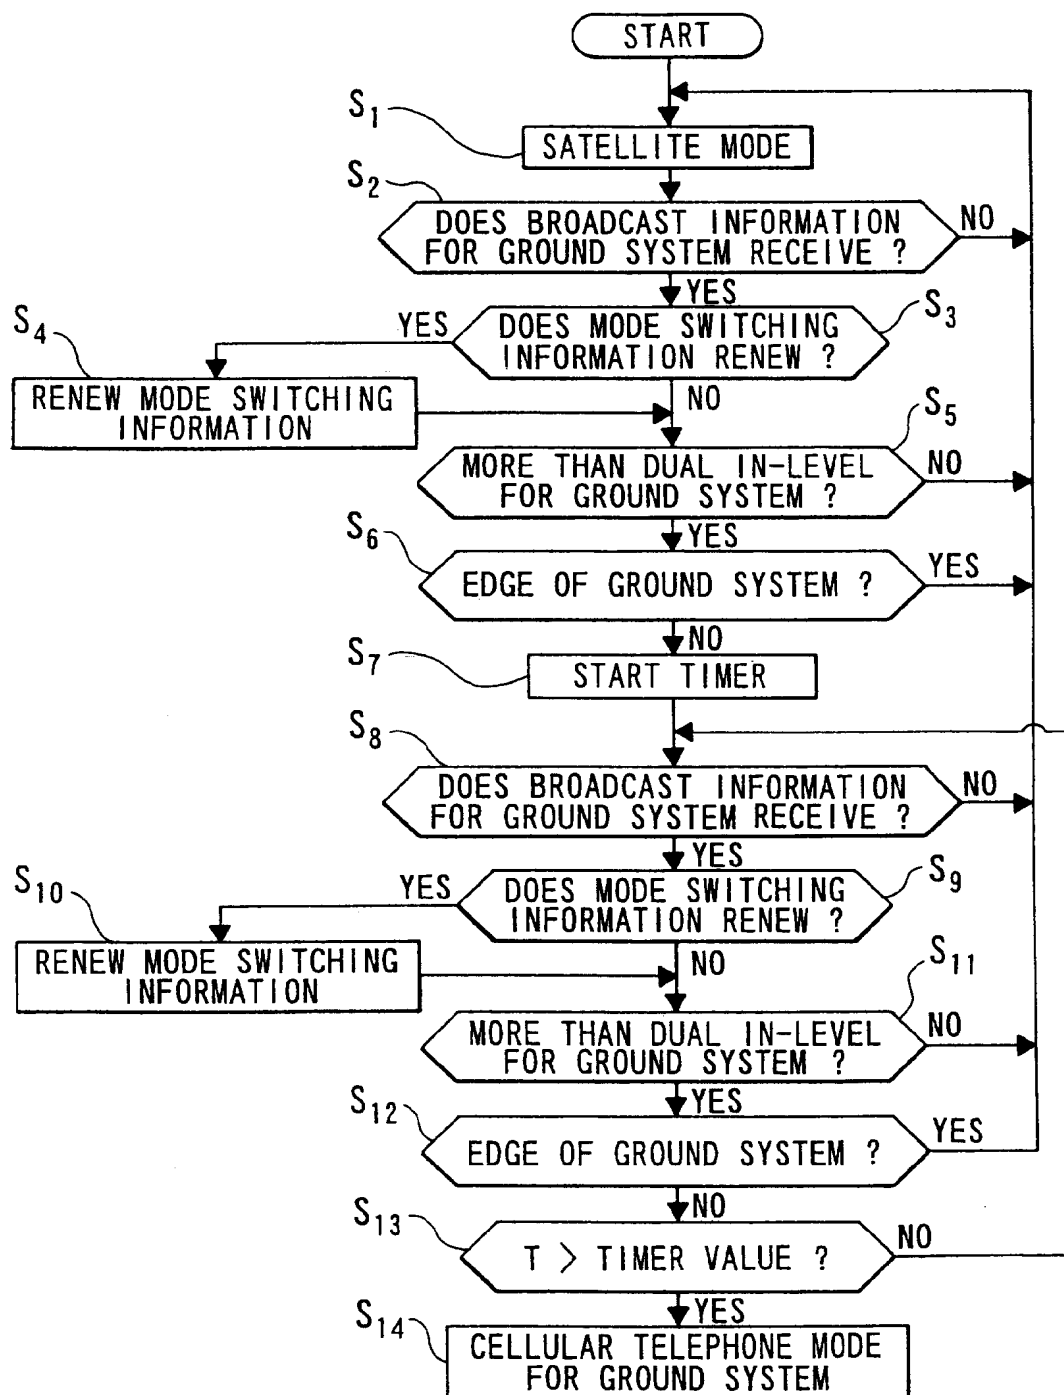 START
S1
SATELLITE MODE
S2
DOES BROADCAST INFORMATION
FOR GROUND SYSTEM RECEIVE ?
NO
YES
S3
DOES MODE SWITCHING
INFORMATION RENEW ?
YES
S4
RENEW MODE SWITCHING
INFORMATION
NO
S5
MORE THAN DUAL IN-LEVEL
FOR GROUND SYSTEM ?
NO
YES
S6
EDGE OF GROUND SYSTEM ?
YES
NO
S7
START TIMER
S8
DOES BROADCAST INFORMATION
FOR GROUND SYSTEM RECEIVE ?
NO
YES
S9
DOES MODE SWITCHING
INFORMATION RENEW ?
YES
S10
RENEW MODE SWITCHING
INFORMATION
NO
S11
MORE THAN DUAL IN-LEVEL
FOR GROUND SYSTEM ?
NO
YES
S12
EDGE OF GROUND SYSTEM ?
YES
NO
S13
T > TIMER VALUE ?
NO
YES
S14
CELLULAR TELEPHONE MODE
FOR GROUND SYSTEM